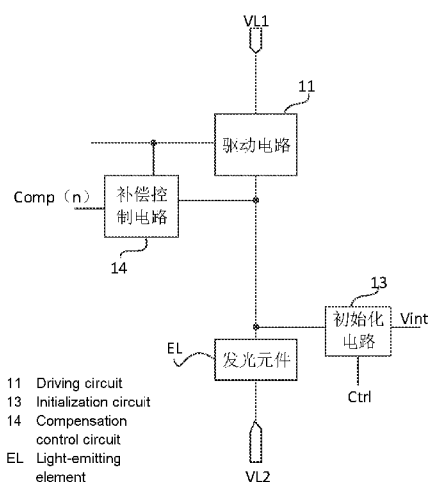 VL1
11
驱动电路
Comp（n）
补偿控
制电路
14
13
初始化
电路
Vint
EL
发光元件
Ctrl
VL2
11 Driving circuit
13 Initialization circuit
14 Compensation
control circuit
EL Light-emitting
element